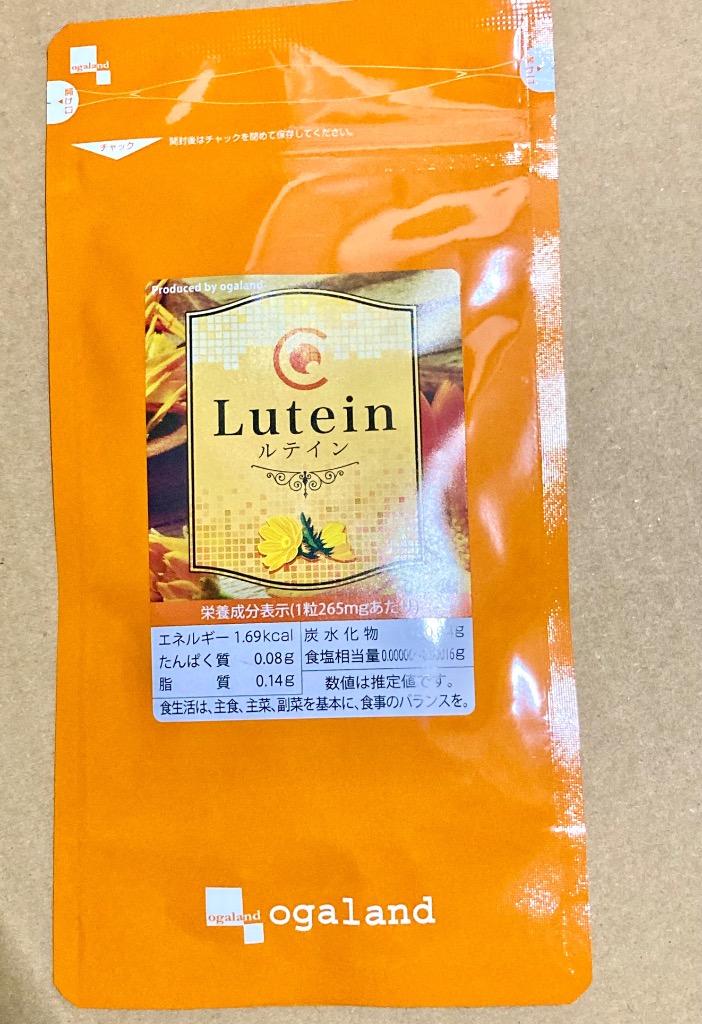 ogaland
開け口
開け口
チャック
開封後はチャックを閉めて保存してください。
Produced by ogaland
Lutein
ルテイン
栄養成分表示(1粒265mgあたり)
エネルギー 1.69kcal 炭水化物
たんぱく質 0.08g 食塩相当量
脂質 0.14g 数値は推定値です。
食生活は、主食、主菜、副菜を基本に、食事のバランスを。
ogaland ogaland